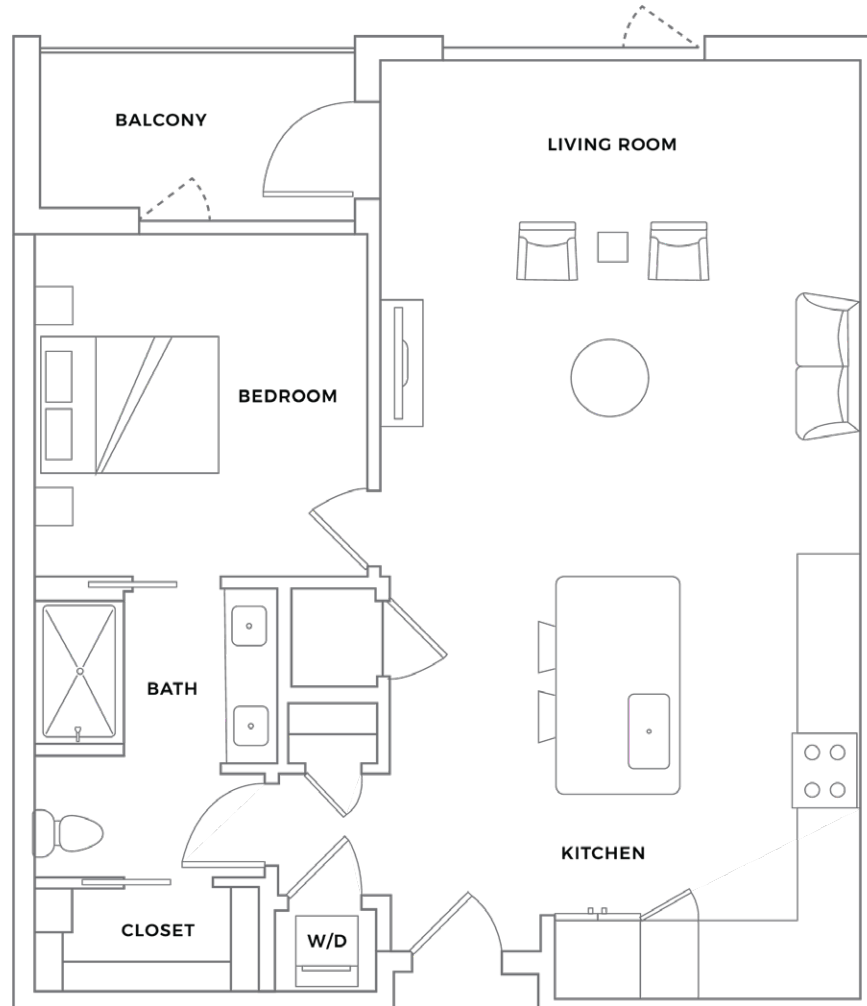 BALCONY
LIVING ROOM
BEDROOM
BATH
KITCHEN
CLOSET
W/D